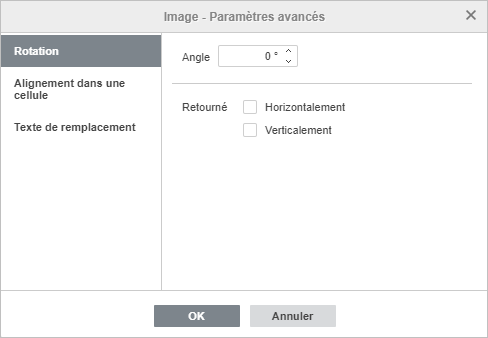 Image - Paramètres avancés
Rotation
Alignement dans une
cellule
Texte de remplacement
Angle 0 °
Retourné Horizontalement
Verticalement
OK Annuler